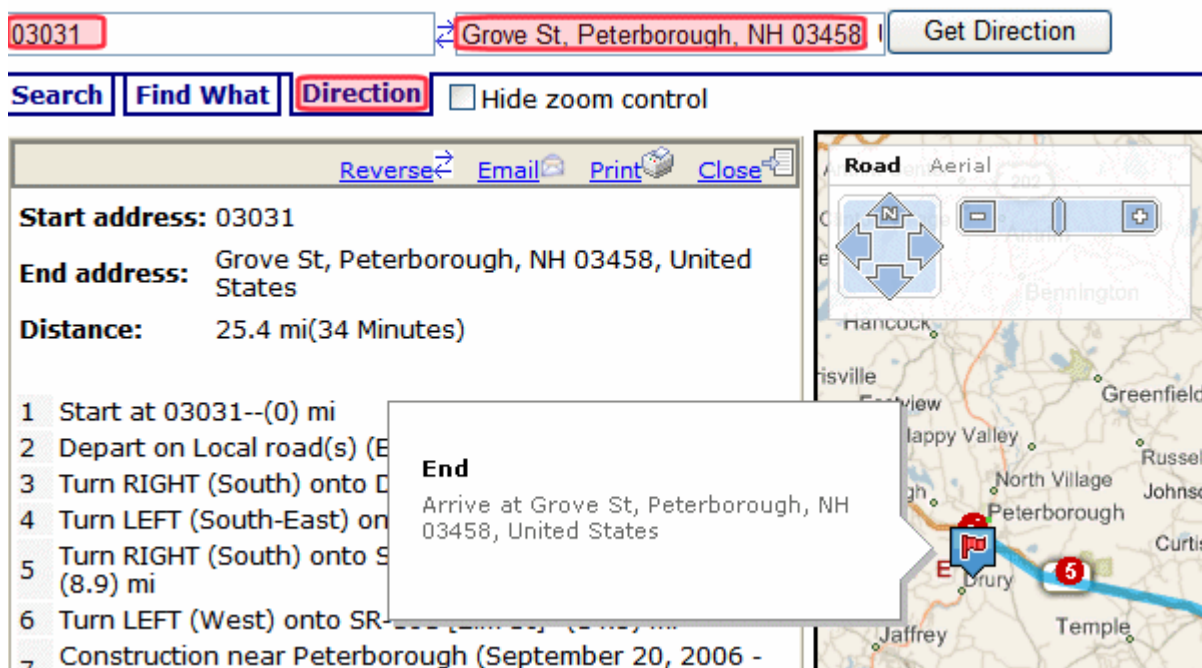 03031
Grove St, Peterborough, NH 03458
Get Direction
Search
Find What
Direction
Hide zoom control
Reverse
Email
Print
Close
Start address: 03031
End address: Grove St, Peterborough, NH 03458, United
States
Distance: 25.4 mi(34 Minutes)
1 Start at 03031--(0) mi
2 Depart on Local road(s) (E
3 Turn RIGHT (South) onto D
4 Turn LEFT (South-East) on
5 Turn RIGHT (South) onto S
(8.9) mi
6 Turn LEFT (West) onto SR-
7 Construction near Peterborough (September 20, 2006 -
End
Arrive at Grove St, Peterborough, NH
03458, United States
Road
Aerial
202
N
Antrim
Bennington
Hancock
risville
Eastview
Greenfield
Happy Valley
Russel
North Village
Johnso
Peterborough
Curtis
E
5
Drury
Temple
Jaffrey